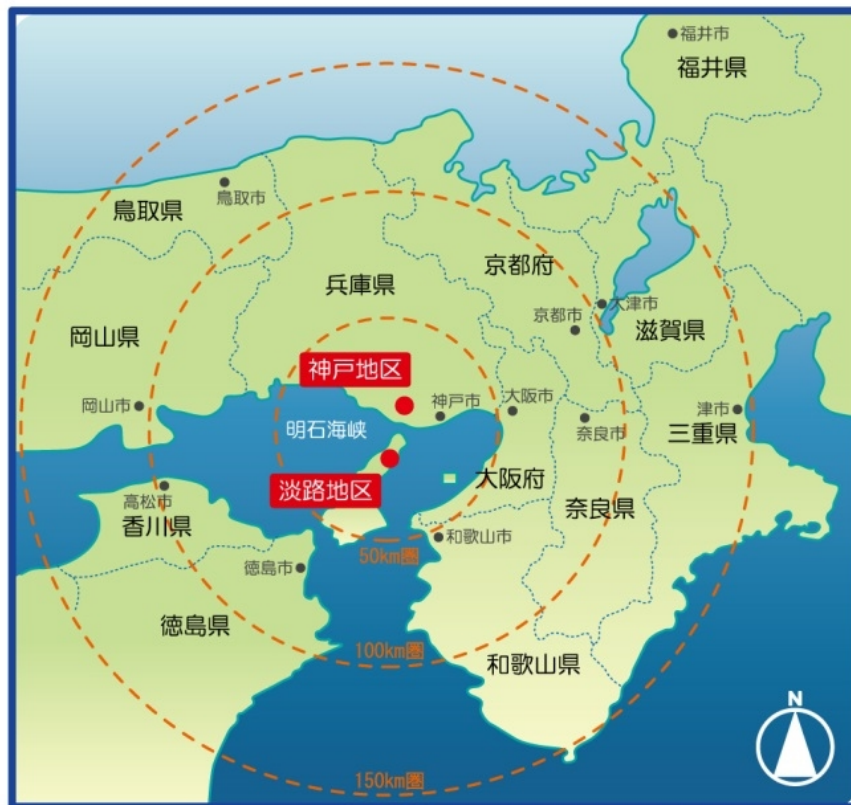 福井市
福井県
鳥取市
鳥取県
兵庫県
京都府
大津市
京都市
滋賀県
岡山県
神戸地区
岡山市
神戸市
大阪市
奈良市
津市
三重県
明石海峡
淡路地区
大阪府
高松市
香川県
奈良県
和歌山市
50km圏
徳島市
徳島県
100km圏
和歌山県
N
150km圏